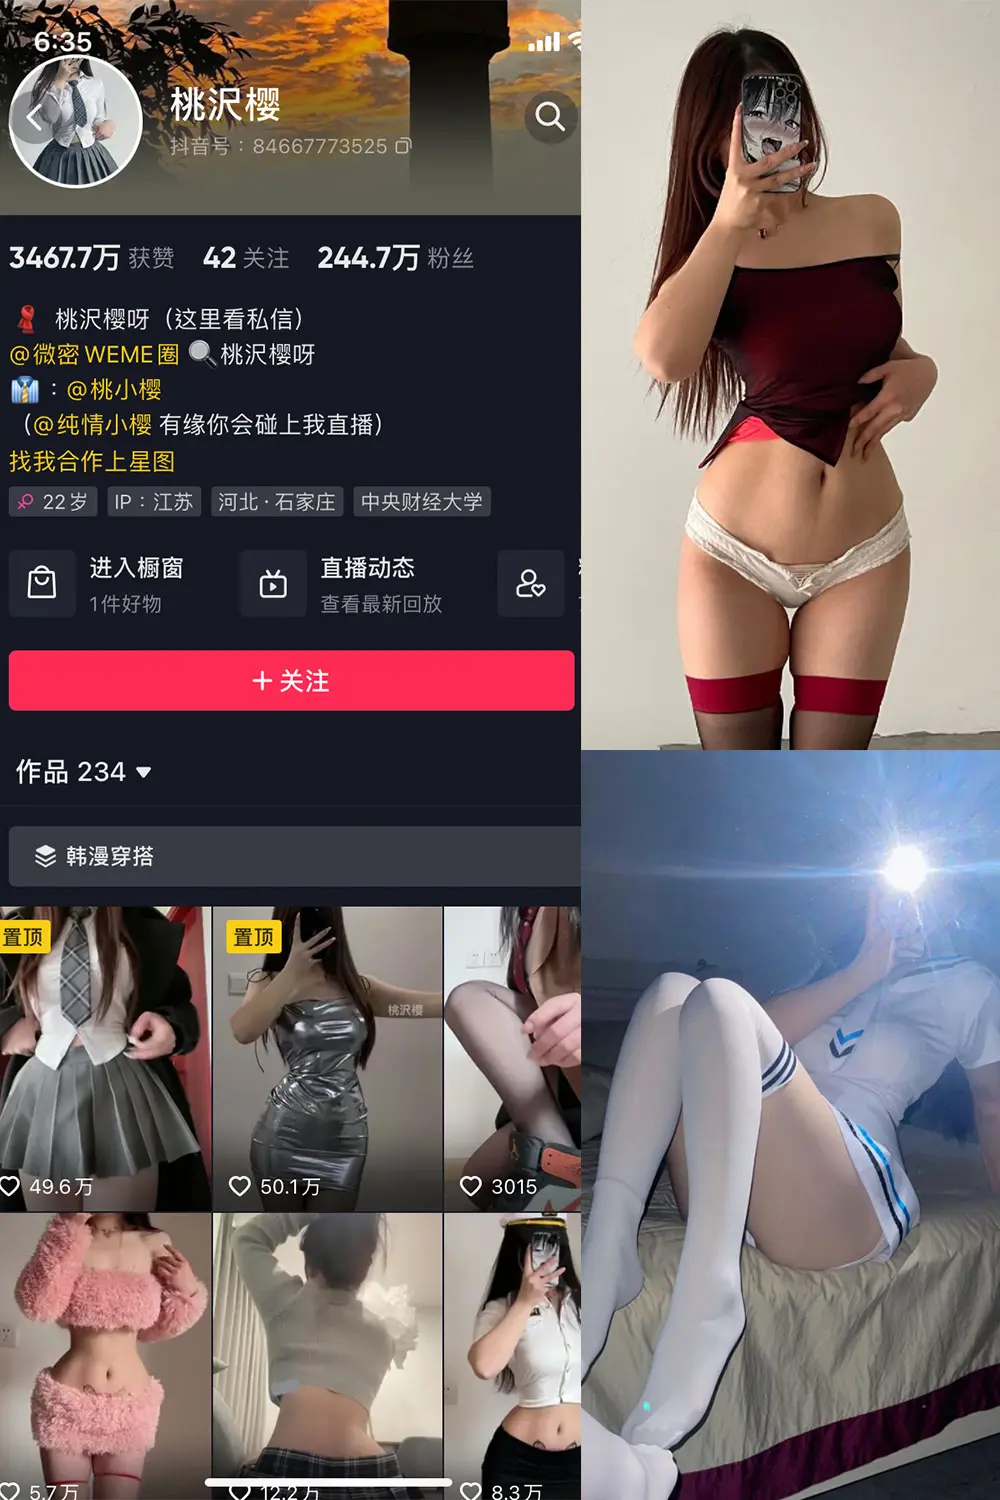 6:35
桃沢樱
抖音号：84667773525
3467.7万 获赞 42 关注 244.7万 粉丝
桃沢樱呀（这里看私信）
@微密 WEME圈 🔍桃沢樱呀
：@桃小樱
（@纯情小樱 有缘你会碰上我直播）
找我合作上星图
22岁 IP：江苏 河北·石家庄 中央财经大学
进入橱窗 直播动态
1件好物 查看最新回放
+ 关注
作品 234
韩漫穿搭
置顶 置顶
桃沢樱
49.6万 50.1万 3015
5.7万 12.2万 8.3万